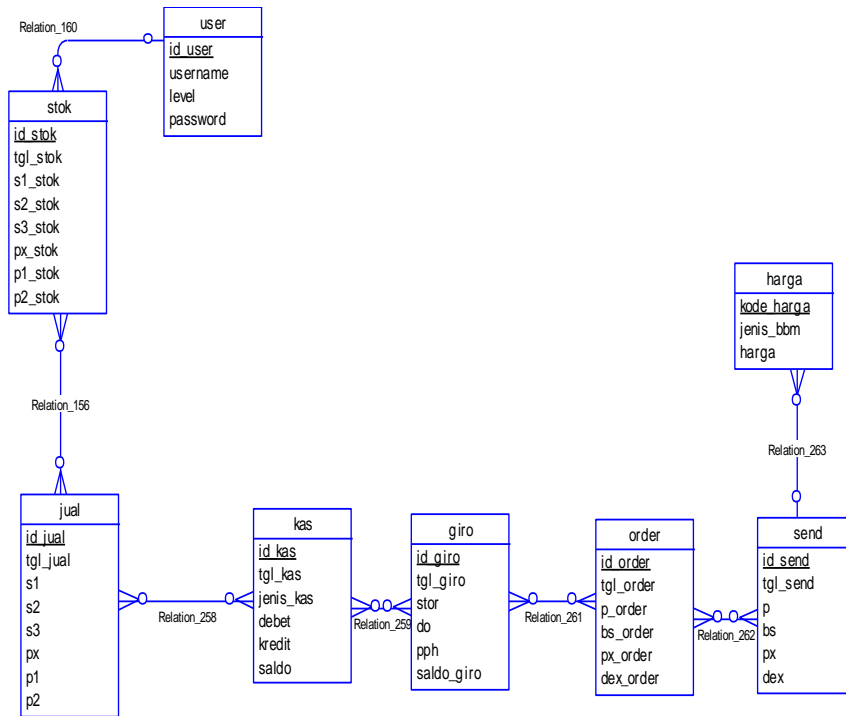 Relation_160
user
id_user
username
level
password
stok
id_stok
tgl_stok
s1_stok
s2_stok
s3_stok
px_stok
p1_stok
p2_stok
harga
kode_harga
jenis_bbm
harga
Relation_156
Relation_263
jual
id_jual
tgl_jual
s1
s2
s3
px
p1
p2
Relation_258
kas
id_kas
tgl_kas
jenis_kas
debet
kredit
saldo
Relation_259
giro
id_giro
tgl_giro
stor
do
pph
saldo_giro
Relation_261
order
id_order
tgl_order
p_order
bs_order
px_order
dex_order
Relation_262
send
id_send
tgl_send
p
bs
px
dex